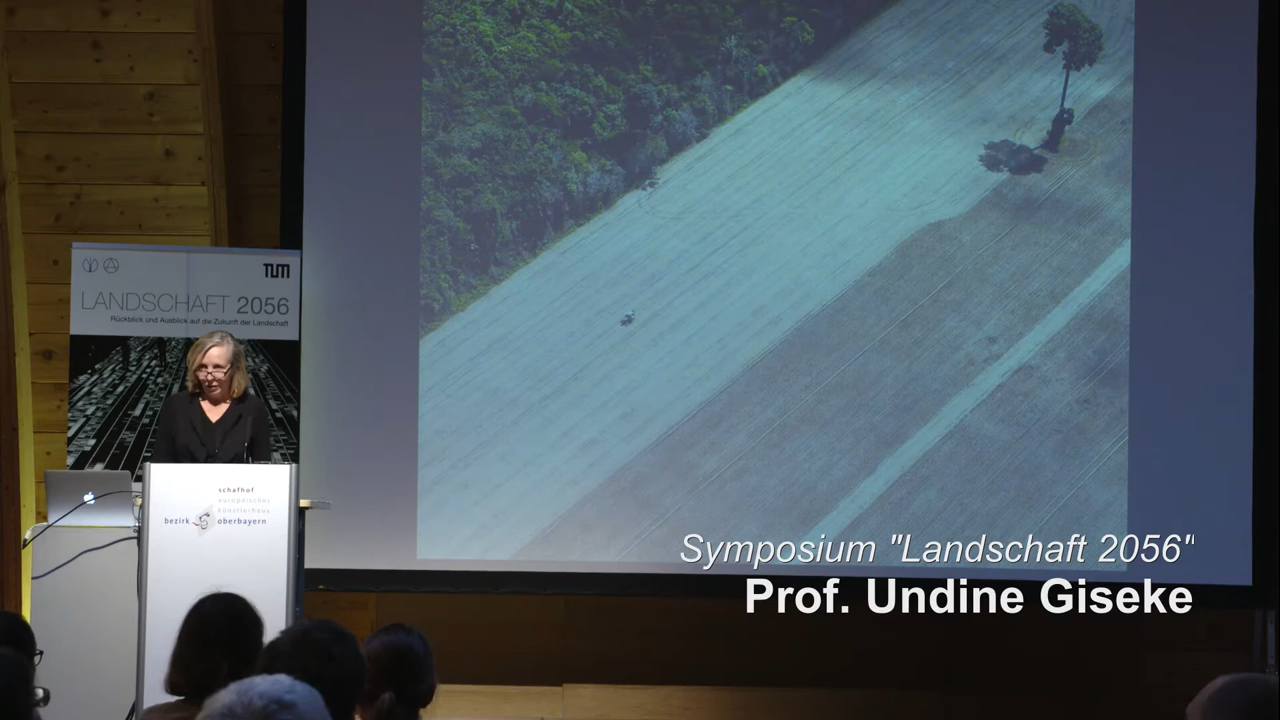 TUM
LANDSCHAFT 2056
Rückblick und Ausblick auf die Zukunft der Landschaft
schafhof
europäisches
künstlerhaus
bezirk oberbayern
Symposium "Landschaft 2056"
Prof. Undine Giseke